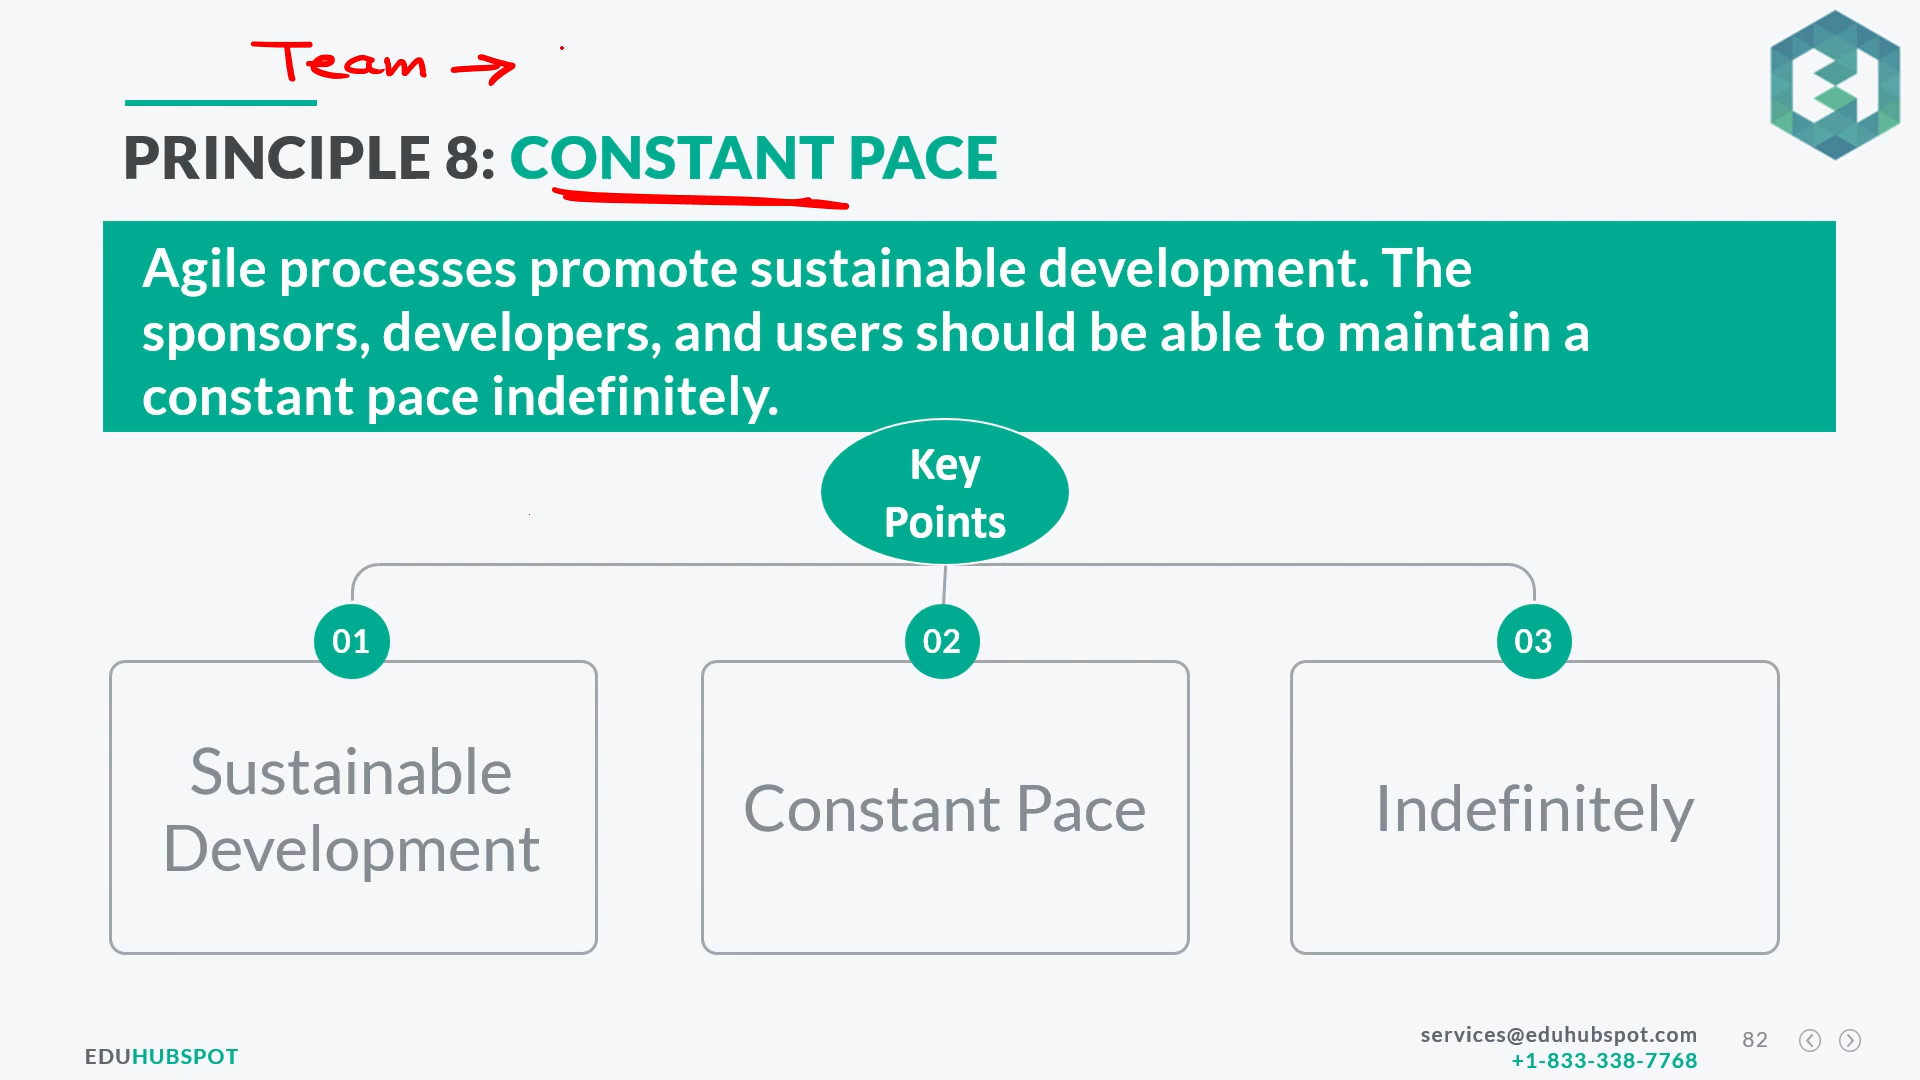 Team →
PRINCIPLE 8: CONSTANT PACE
Agile processes promote sustainable development. The
sponsors, developers, and users should be able to maintain a
constant pace indefinitely.
Key
Points
01
02
03
Sustainable
Development
Constant Pace
Indefinitely
EDUHUBSPOT
services@eduhubspot.com
+1-833-338-7768
82